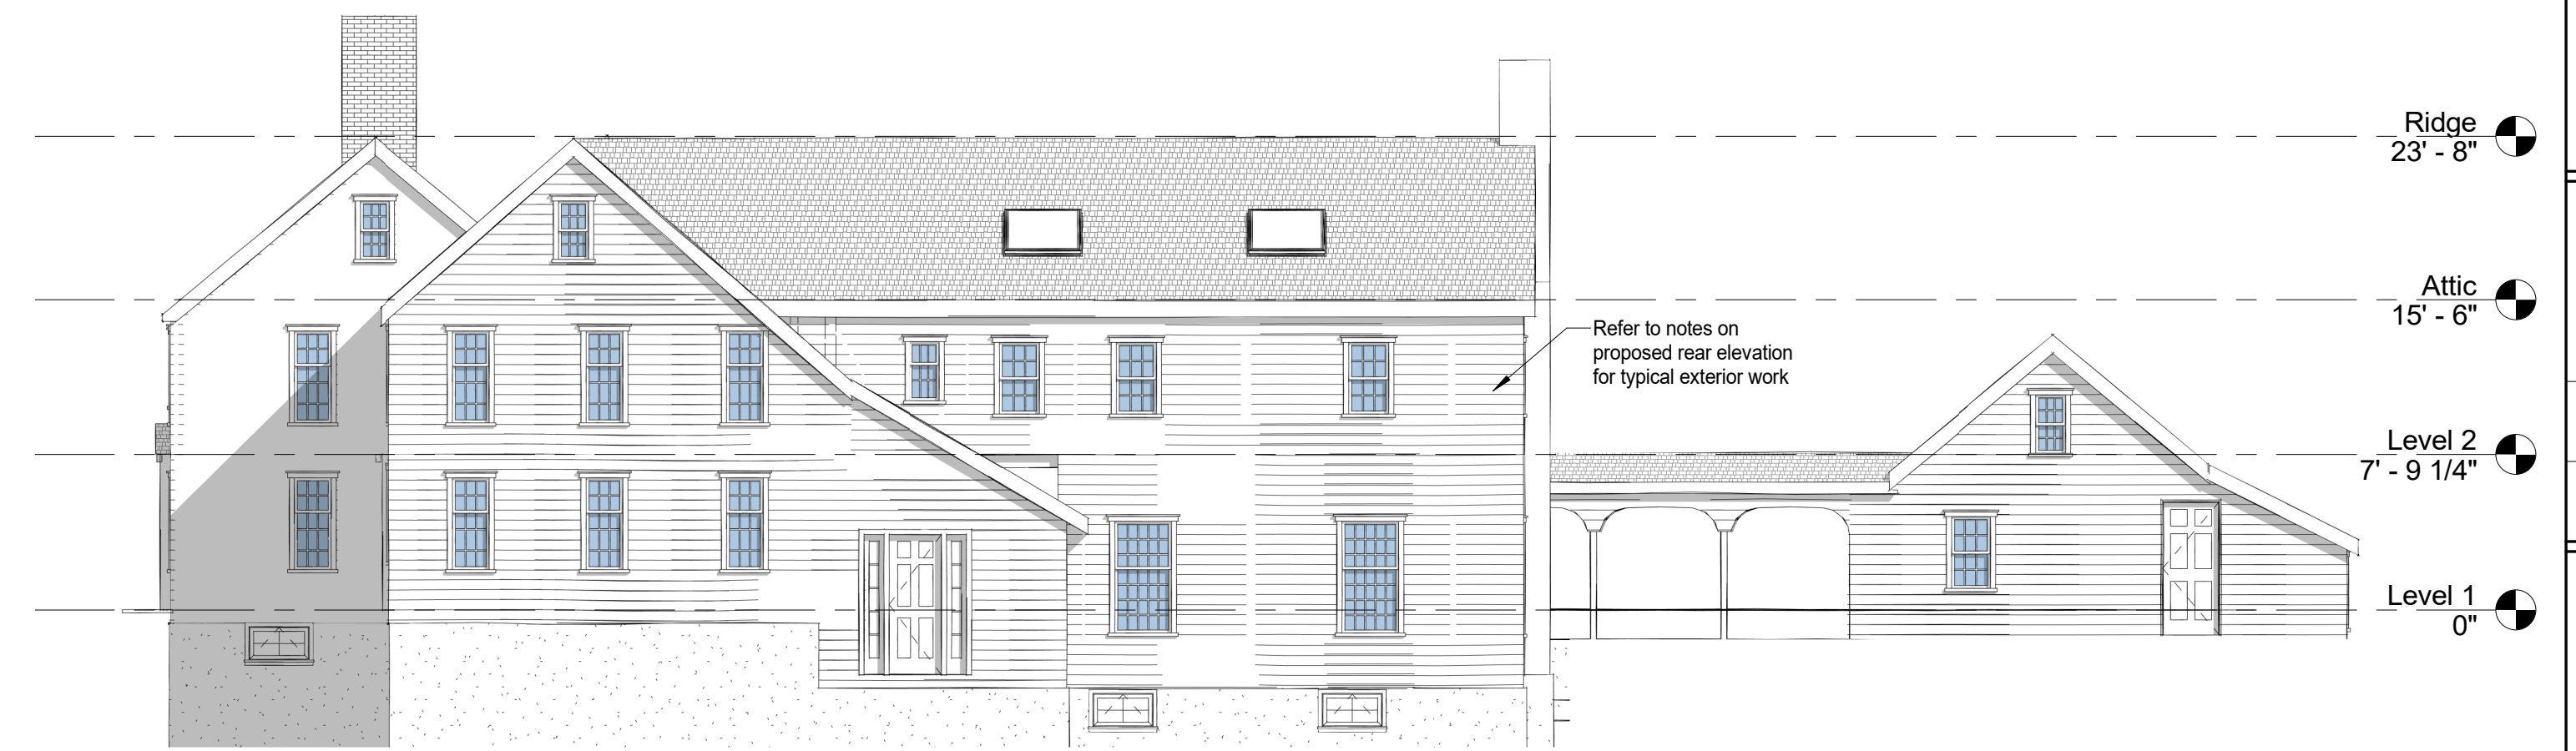 Ridge
23' - 8"
Attic
15' - 6"
Refer to notes on
proposed rear elevation
for typical exterior work
Level 2
7' - 9 1/4"
Level 1
0"